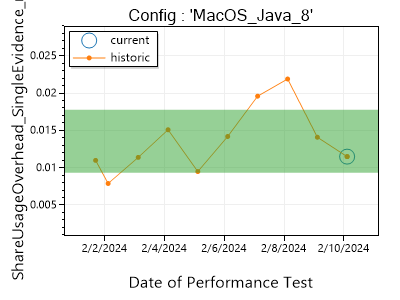 Config : 'MacOS_Java_8'
current
historic
ShareUsageOverhead_SingleEvidence_
0.025
0.02
0.015
0.01
0.005
2/2/2024 2/4/2024 2/6/2024 2/8/2024 2/10/2024
Date of Performance Test